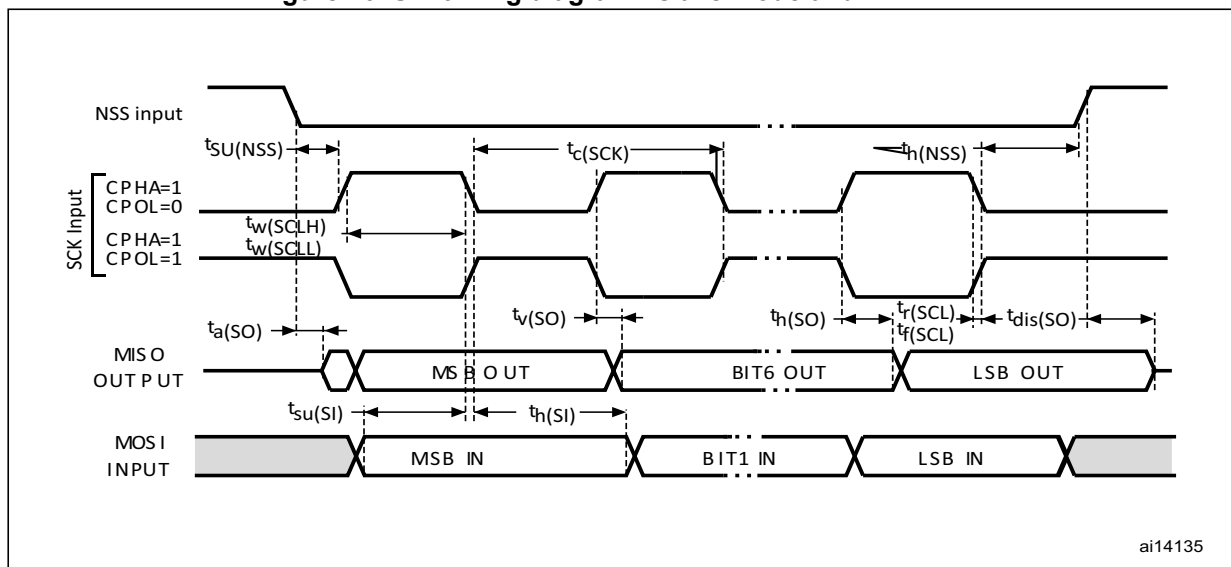 NSS input
tSU(NSS)
tc(SCK)
th(NSS)
SCK Input
CPHA=1
CPOL=0
tw(SCLH)
CPHA=1
tw(SCLL)
CPOL=1
ta(SO)
tv(SO)
th(SO)
tr(SCL)
tf(SCL)
tdis(SO)
MISO
OUTPUT
MSB OUT
BIT6 OUT
LSB OUT
tsu(SI)
th(SI)
MOSI
INPUT
MSB IN
BIT1 IN
LSB IN
ai14135